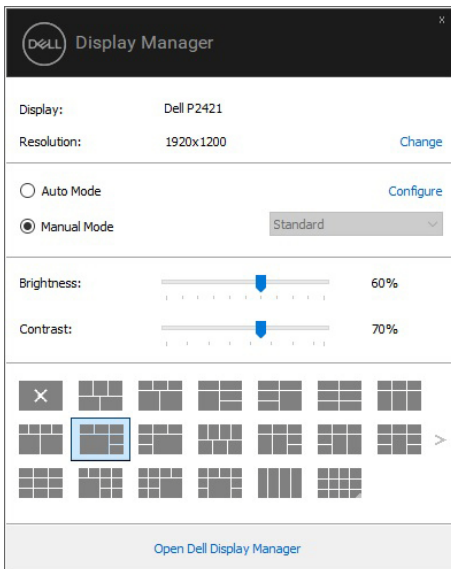 x
DELL Display Manager
Display: Dell P2421
Resolution: 1920x1200 Change
Auto Mode Configure
Manual Mode Standard
Brightness: 60%
Contrast: 70%
Open Dell Display Manager